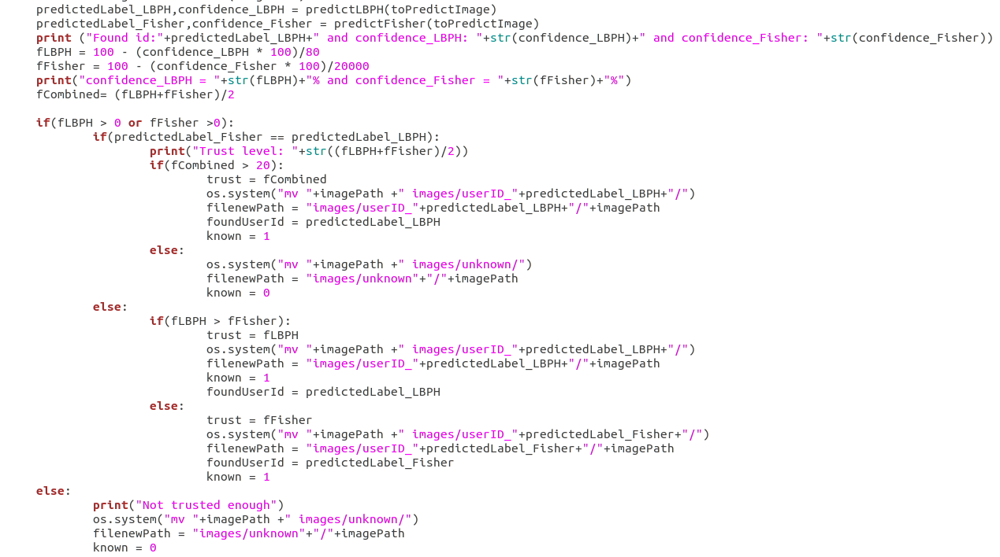 predictedLabel_LBPH,confidence_LBPH = predictLBPH(toPredictImage)
predictedLabel_Fisher,confidence_Fisher = predictFisher(toPredictImage)
print ("Found id:"+predictedLabel_LBPH+" and confidence_LBPH: "+str(confidence_LBPH)+" and confidence_Fisher: "+str(confidence_Fisher))
fLBPH = 100 - (confidence_LBPH * 100)/80
fFisher = 100 - (confidence_Fisher * 100)/20000
print("confidence_LBPH = "+str(fLBPH)+"% and confidence_Fisher = "+str(fFisher)+"%")
fCombined= (fLBPH+fFisher)/2

if(fLBPH > 0 or fFisher >0):
        if(predictedLabel_Fisher == predictedLabel_LBPH):
                print("Trust level: "+str((fLBPH+fFisher)/2))
                if(fCombined > 20):
                        trust = fCombined
                        os.system("mv "+imagePath +" images/userID_"+predictedLabel_LBPH+"/")
                        filenewPath = "images/userID_"+predictedLabel_LBPH+"/"+imagePath
                        foundUserId = predictedLabel_LBPH
                        known = 1
                else:
                        os.system("mv "+imagePath +" images/unknown/")
                        filenewPath = "images/unknown"+"/"+imagePath
                        known = 0
        else:
                if(fLBPH > fFisher):
                        trust = fLBPH
                        os.system("mv "+imagePath +" images/userID_"+predictedLabel_LBPH+"/")
                        filenewPath = "images/userID_"+predictedLabel_LBPH+"/"+imagePath
                        known = 1
                        foundUserId = predictedLabel_LBPH
                else:
                        trust = fFisher
                        os.system("mv "+imagePath +" images/userID_"+predictedLabel_Fisher+"/")
                        filenewPath = "images/userID_"+predictedLabel_Fisher+"/"+imagePath
                        foundUserId = predictedLabel_Fisher
                        known = 1
else:
        print("Not trusted enough")
        os.system("mv "+imagePath +" images/unknown/")
        filenewPath = "images/unknown"+"/"+imagePath
        known = 0